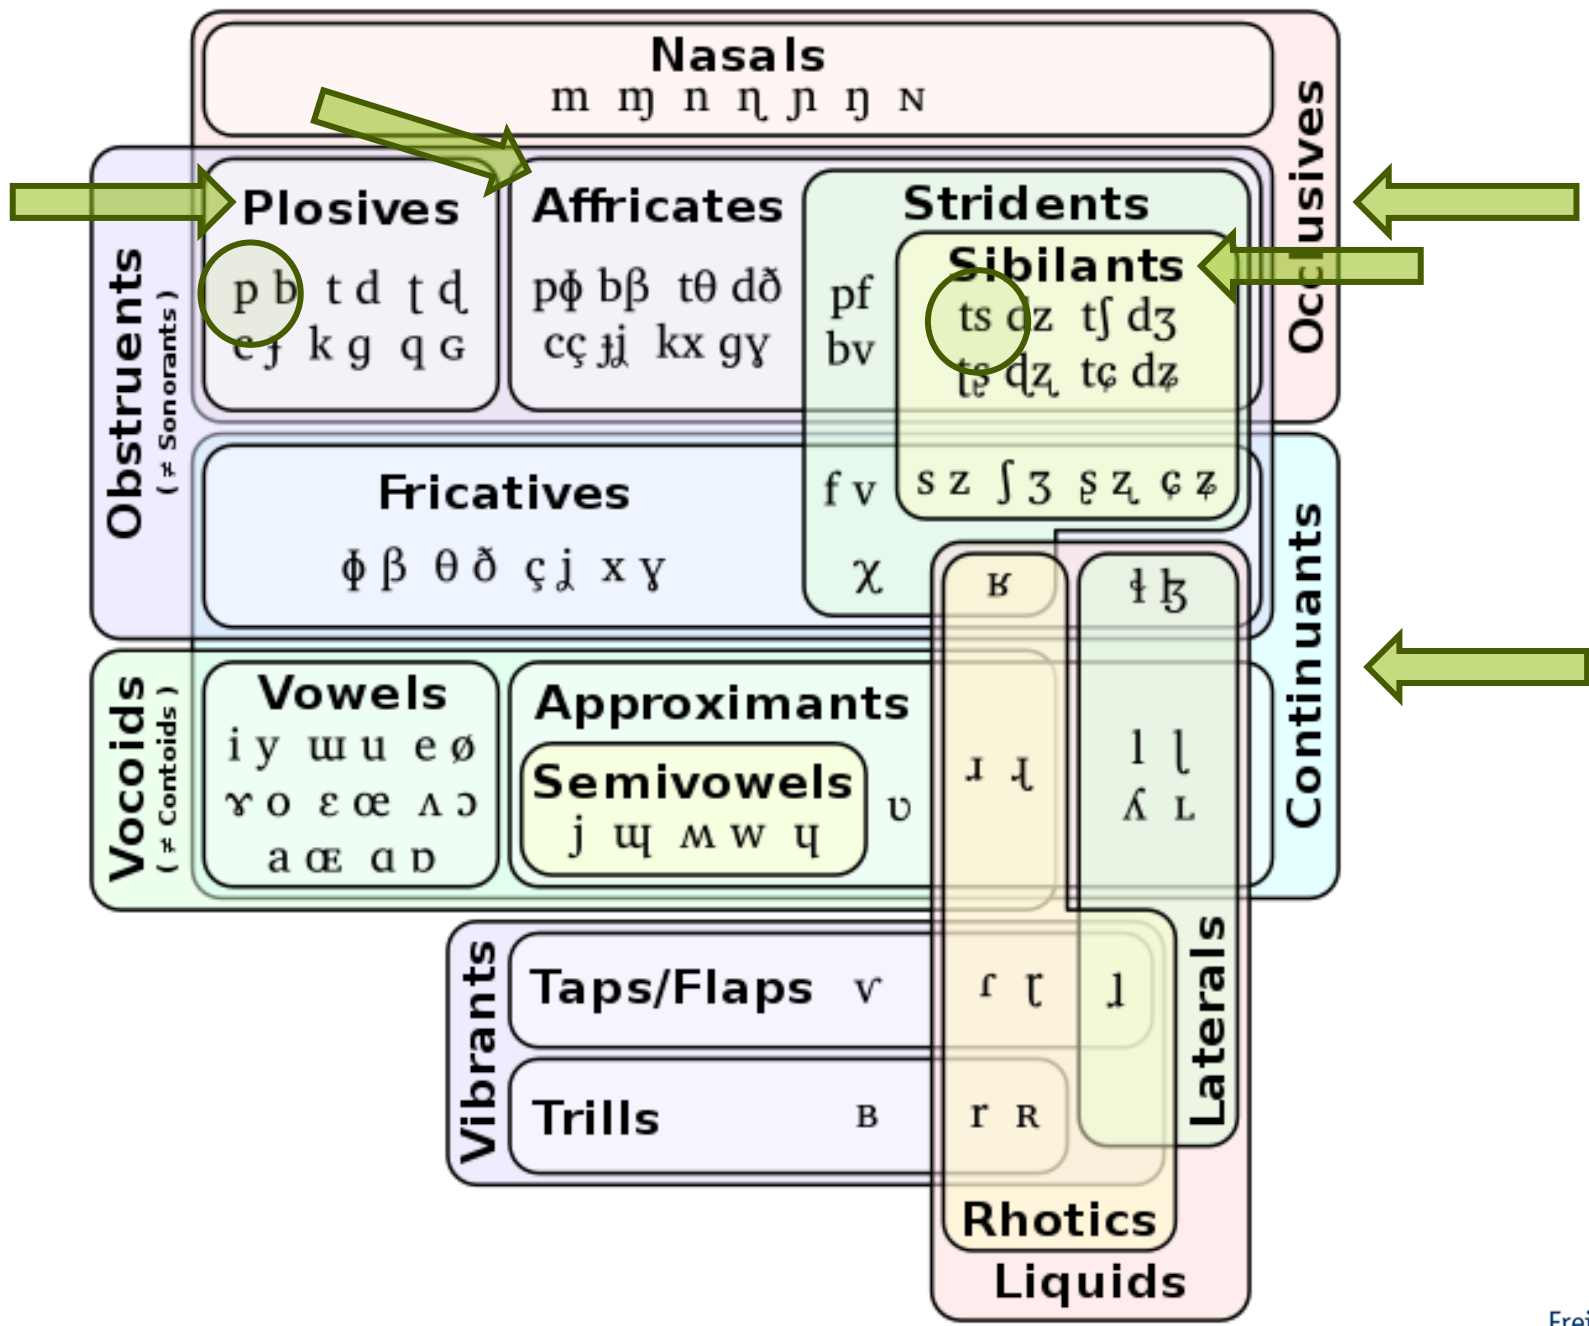 Nasals
m ɱ n ɳ ɲ ŋ ɴ
Occlusives
Obstruents
( ≠ Sonorants )
Plosives
p b t d ʈ ɖ
c ɟ k ɡ q ɢ
Affricates
pɸ bβ tθ dð
cç ɟʝ kx ɡɣ
Stridents
pf
bv
Sibilants
ts dz tʃ dʒ
ʈʂ ɖʐ tɕ dʑ
Fricatives
ɸ β θ ð ç ʝ x ɣ
f v
s z ʃ ʒ ʂ ʐ ɕ ʑ
χ
ʁ
ɬ ɮ
Continuants
Vocoids
( ≠ Contoids )
Vowels
i y ɯ u e ø
ɤ o ɛ œ ʌ ɔ
a ɶ ɑ ɒ
Approximants
Semivowels
j ɰ ʍ w ɥ
ʋ
ɹ ɻ
l ɭ
ʎ ʟ
Vibrants
Taps/Flaps ⱱ ɾ ɽ ɺ
Trills ʙ r ʀ
Laterals
Rhotics
Liquids